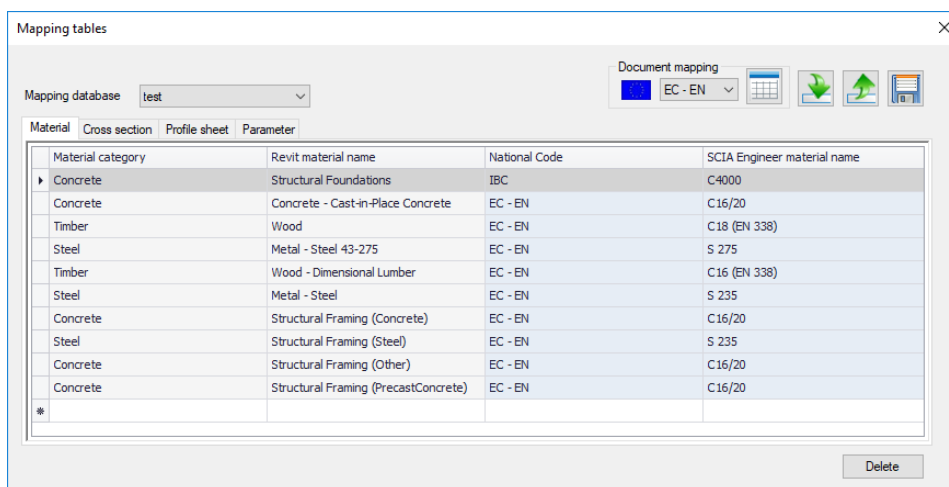 Mapping tables
Document mapping
Mapping database test EC - EN
Material Cross section Profile sheet Parameter
Material category Revit material name National Code SCIA Engineer material name
Concrete Structural Foundations IBC C4000
Concrete Concrete - Cast-in-Place Concrete EC - EN C16/20
Timber Wood EC - EN C18 (EN 338)
Steel Metal - Steel 43-275 EC - EN S 275
Timber Wood - Dimensional Lumber EC - EN C16 (EN 338)
Steel Metal - Steel EC - EN S 235
Concrete Structural Framing (Concrete) EC - EN C16/20
Steel Structural Framing (Steel) EC - EN S 235
Concrete Structural Framing (Other) EC - EN C16/20
Concrete Structural Framing (PrecastConcrete) EC - EN C16/20
Delete